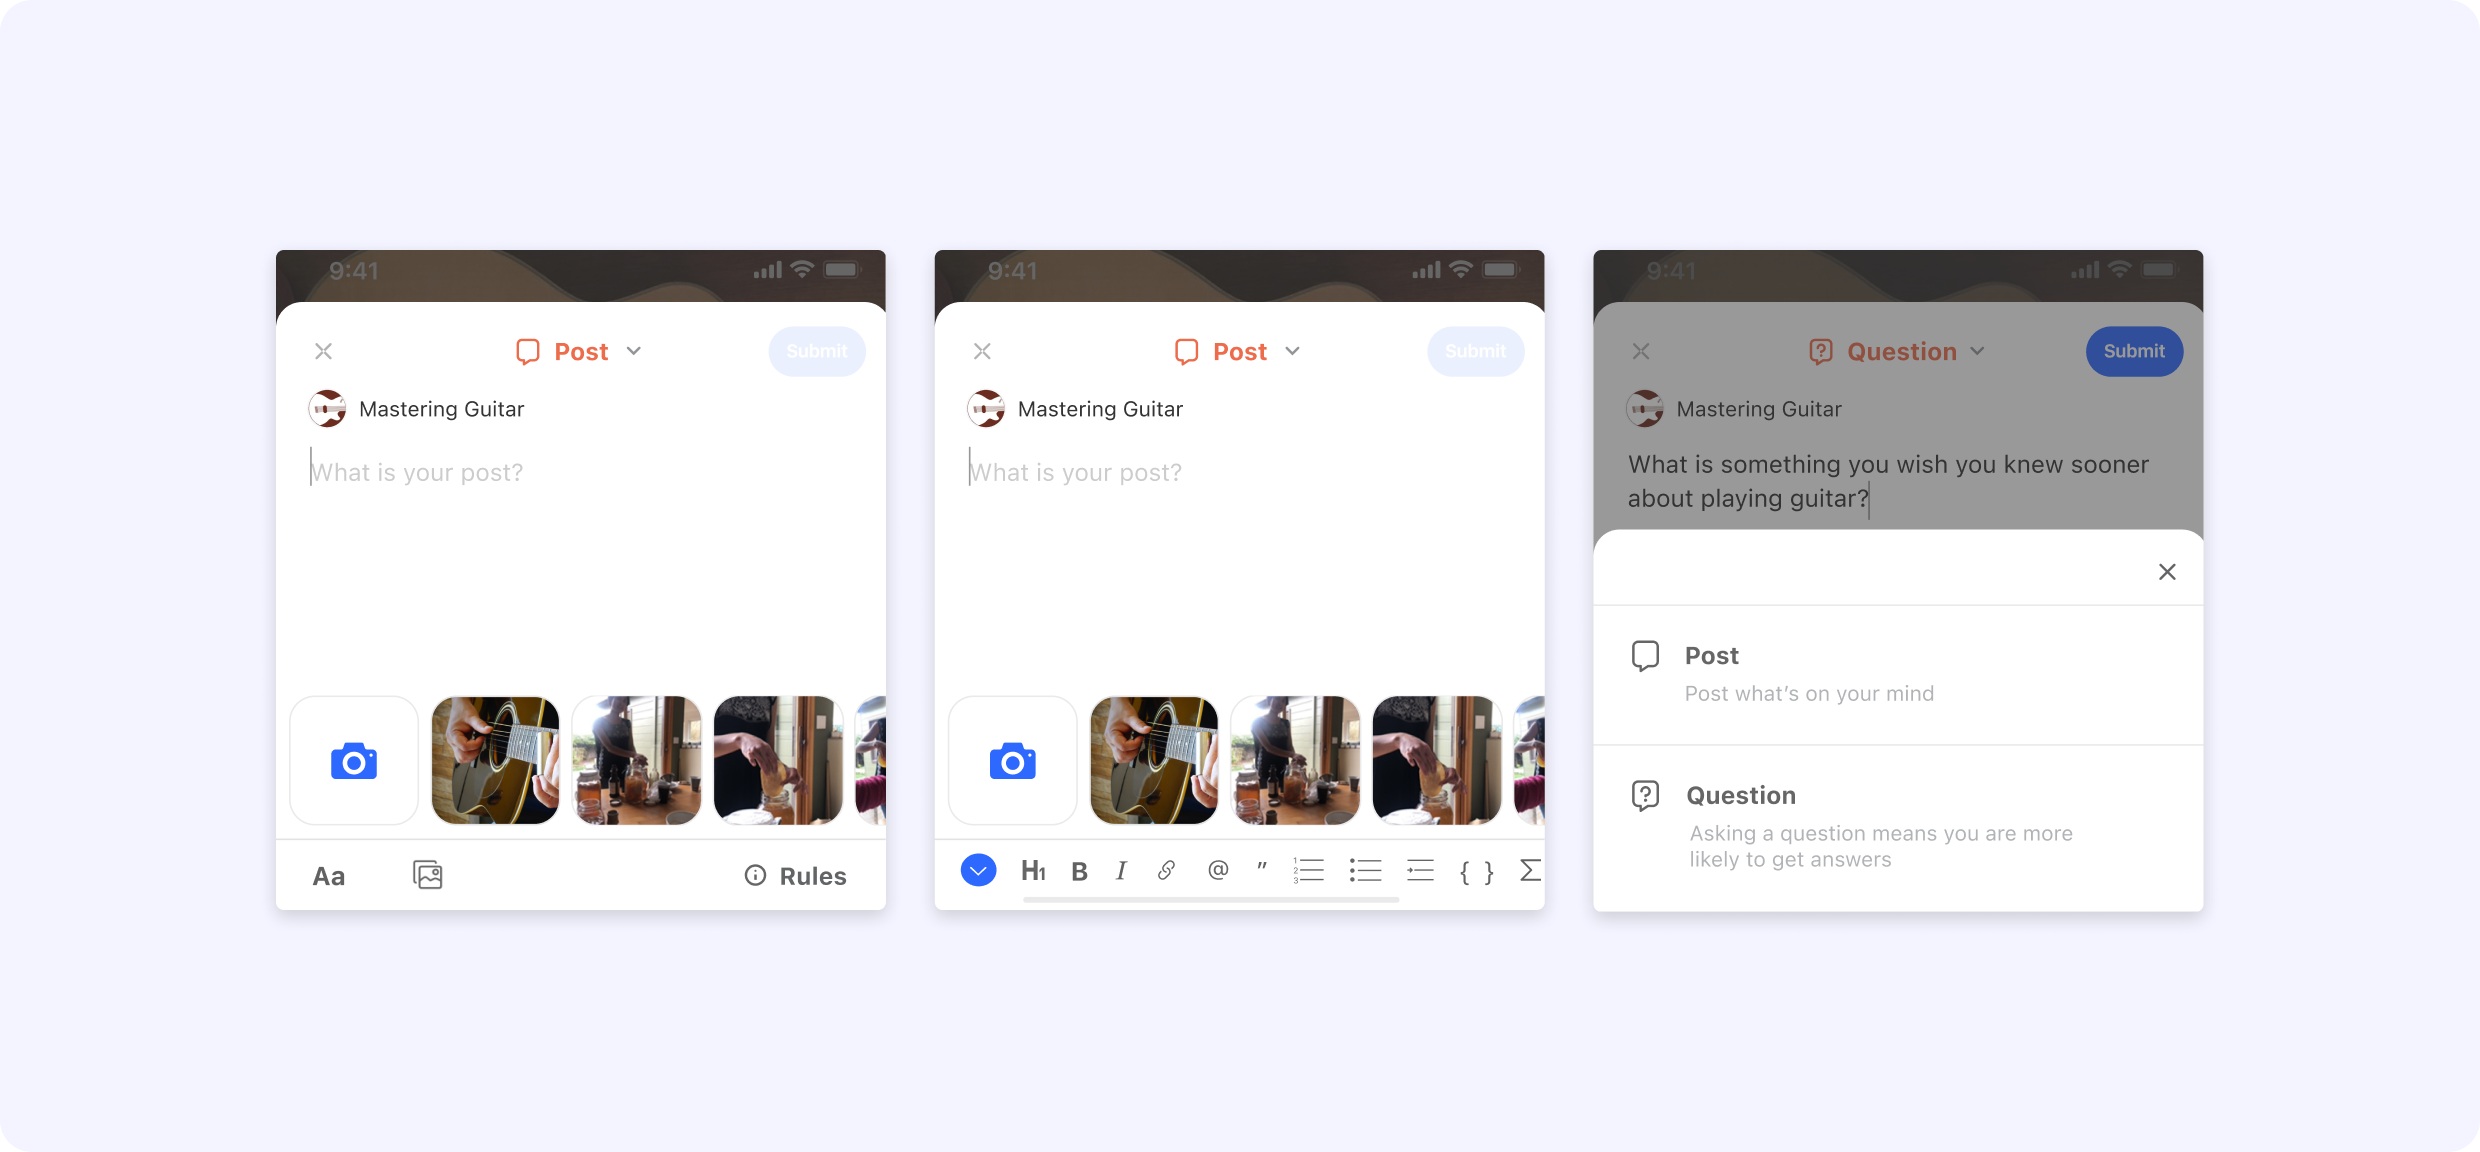 9:41
Post
Submit
Mastering Guitar
What is your post?
Aa
Rules
9:41
Post
Submit
Mastering Guitar
What is your post?
H1 B I @ " { } Σ
9:41
Question
Submit
Mastering Guitar
What is something you wish you knew sooner
about playing guitar?
Post
Post what’s on your mind
Question
Asking a question means you are more
likely to get answers